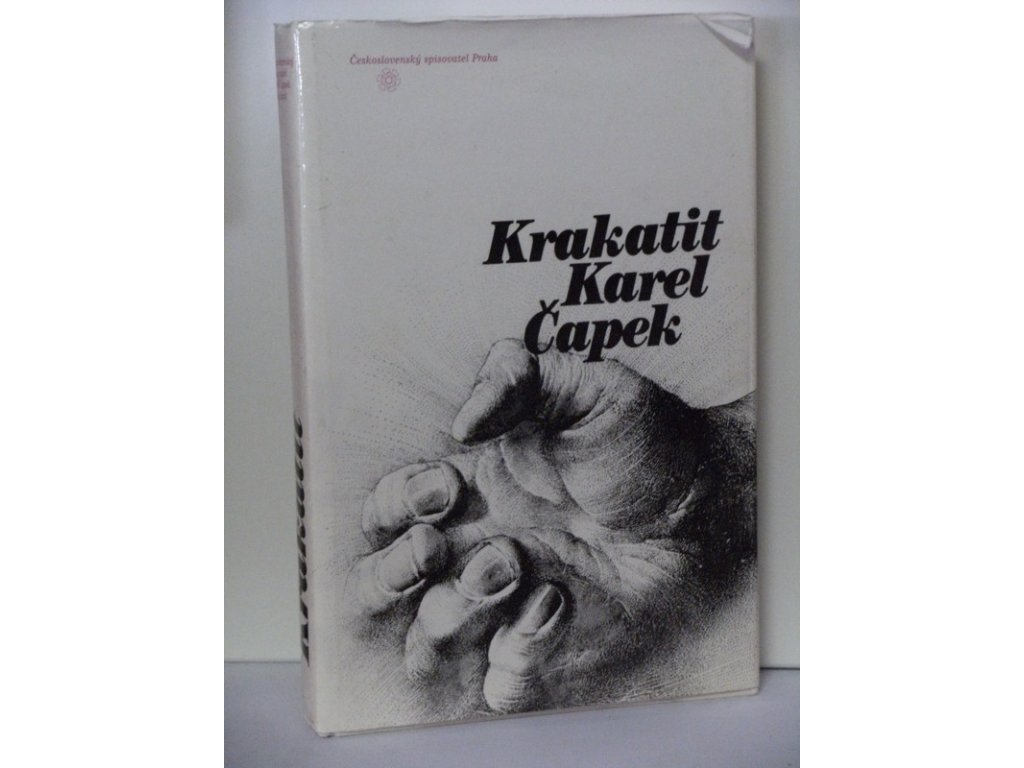 Československý spisovatel Praha
Krakatit
Karel
Čapek
Krakatit